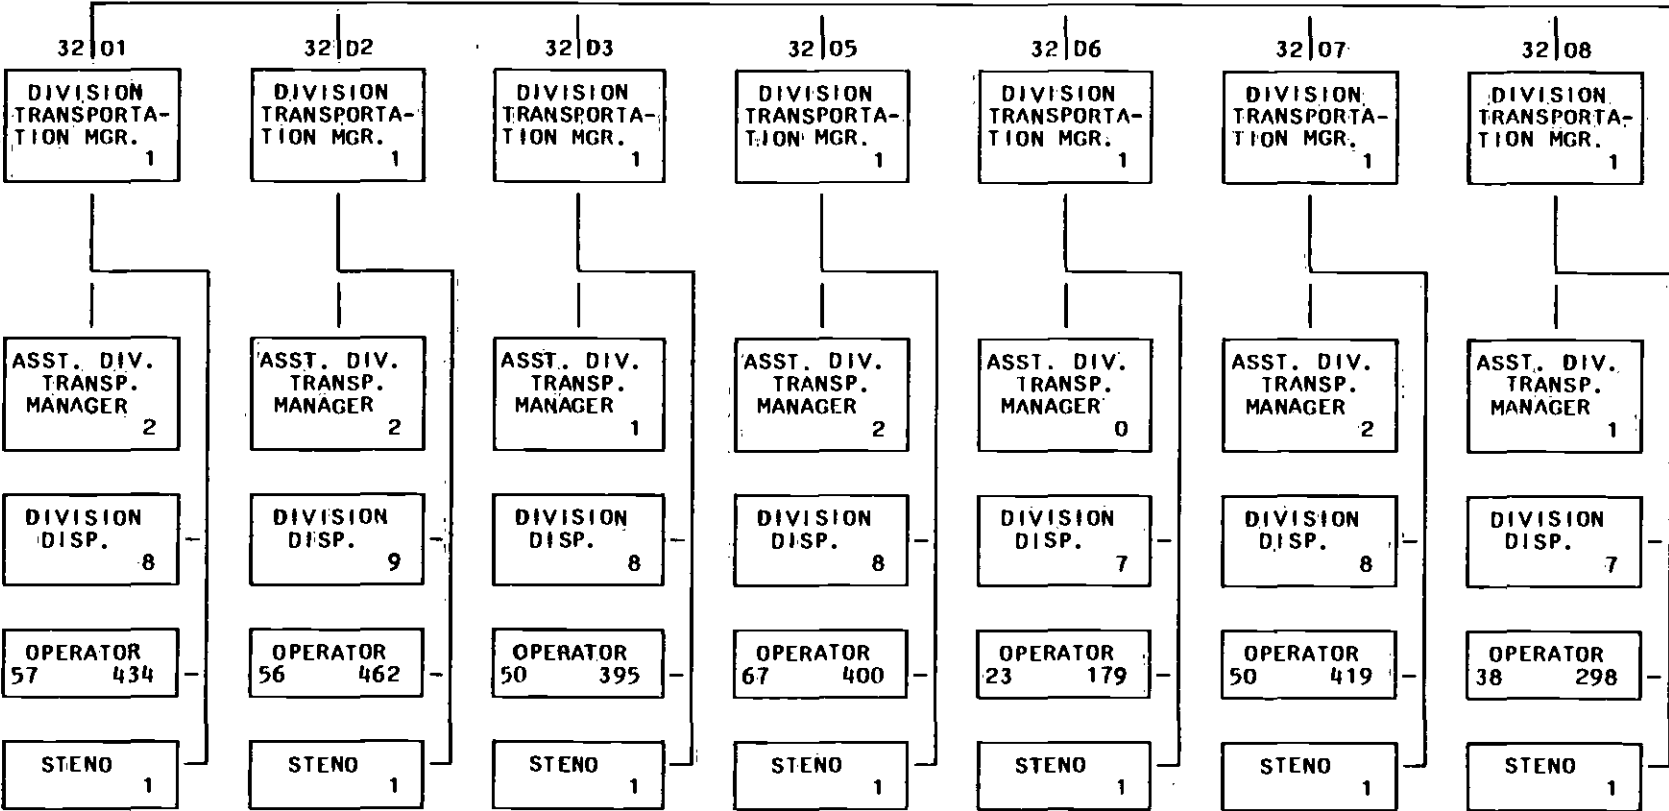 32 01
DIVISION
TRANSPORTA-
TION MGR.
1
ASST. DIV.
TRANSP.
MANAGER
2
DIVISION
DISP.
8
OPERATOR
57 434
STENO
1
32 D2
DIVISION
TRANSPORTA-
TION MGR.
1
ASST. DIV.
TRANSP.
MANAGER
2
DIVISION
DISP.
9
OPERATOR
56 462
STENO
1
32 D3
DIVISION
TRANSPORTA-
TION MGR.
1
ASST. DIV.
TRANSP.
MANAGER
1
DIVISION
DISP.
8
OPERATOR
50 395
STENO
1
32 05
DIVISION
TRANSPORTA-
TION MGR.
1
ASST. DIV.
TRANSP.
MANAGER
2
DIVISION
DISP.
8
OPERATOR
67 400
STENO
1
32 D6
DIVISION
TRANSPORTA-
TION MGR.
1
ASST. DIV.
TRANSP.
MANAGER
0
DIVISION
DISP.
7
OPERATOR
23 179
STENO
1
32 07
DIVISION
TRANSPORTA-
TION MGR.
1
ASST. DIV.
TRANSP.
MANAGER
2
DIVISION
DISP.
8
OPERATOR
50 419
STENO
1
32 08
DIVISION
TRANSPORTA-
TION MGR.
1
ASST. DIV.
TRANSP.
MANAGER
1
DIVISION
DISP.
7
OPERATOR
38 298
STENO
1